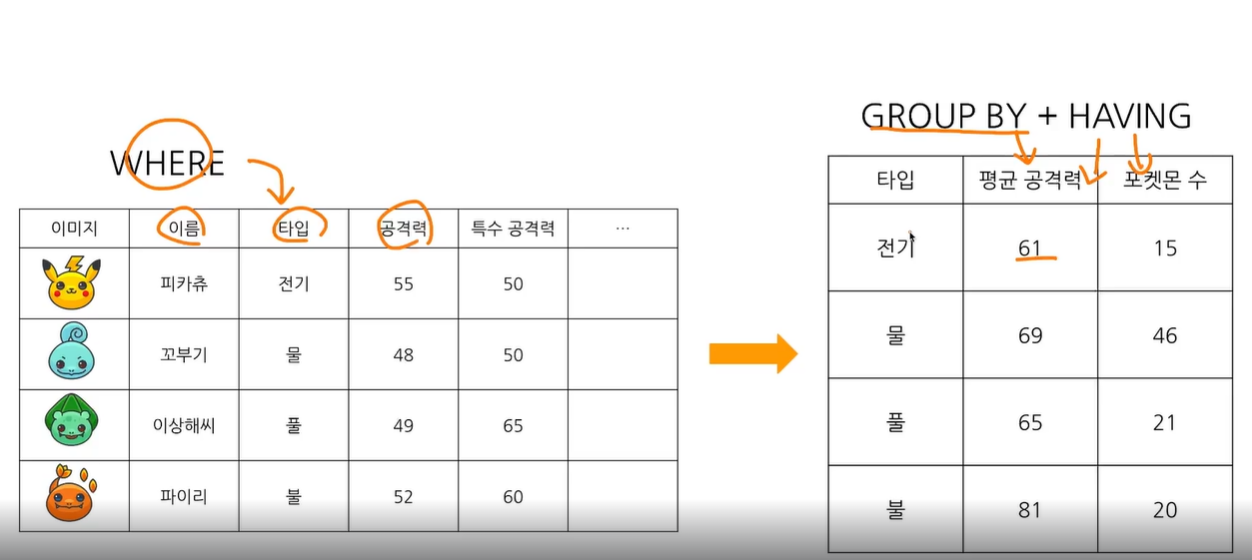 WHERE
이미지 이름 타입 공격력 특수 공격력 ...
피카츄 전기 55 50
꼬부기 물 48 50
이상해씨 풀 49 65
파이리 불 52 60
GROUP BY + HAVING
타입 평균 공격력 포켓몬 수
전기 61 15
물 69 46
풀 65 21
불 81 20